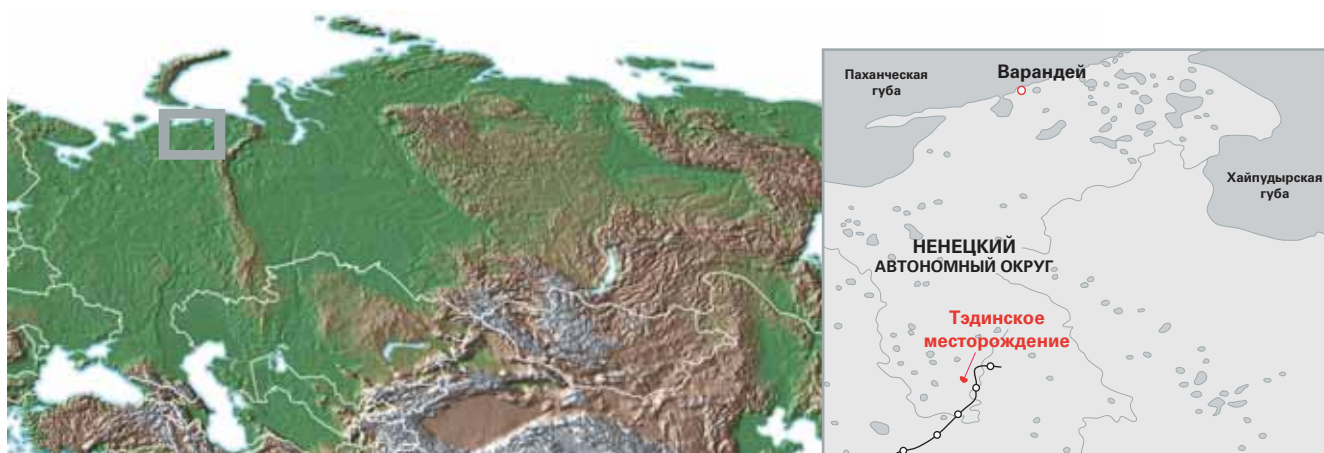 Паханческая
губа
Варандей
Хайпудырская
губа
НЕНЕЦКИЙ
АВТОНОМНЫЙ ОКРУГ
Тэдинское
месторождение